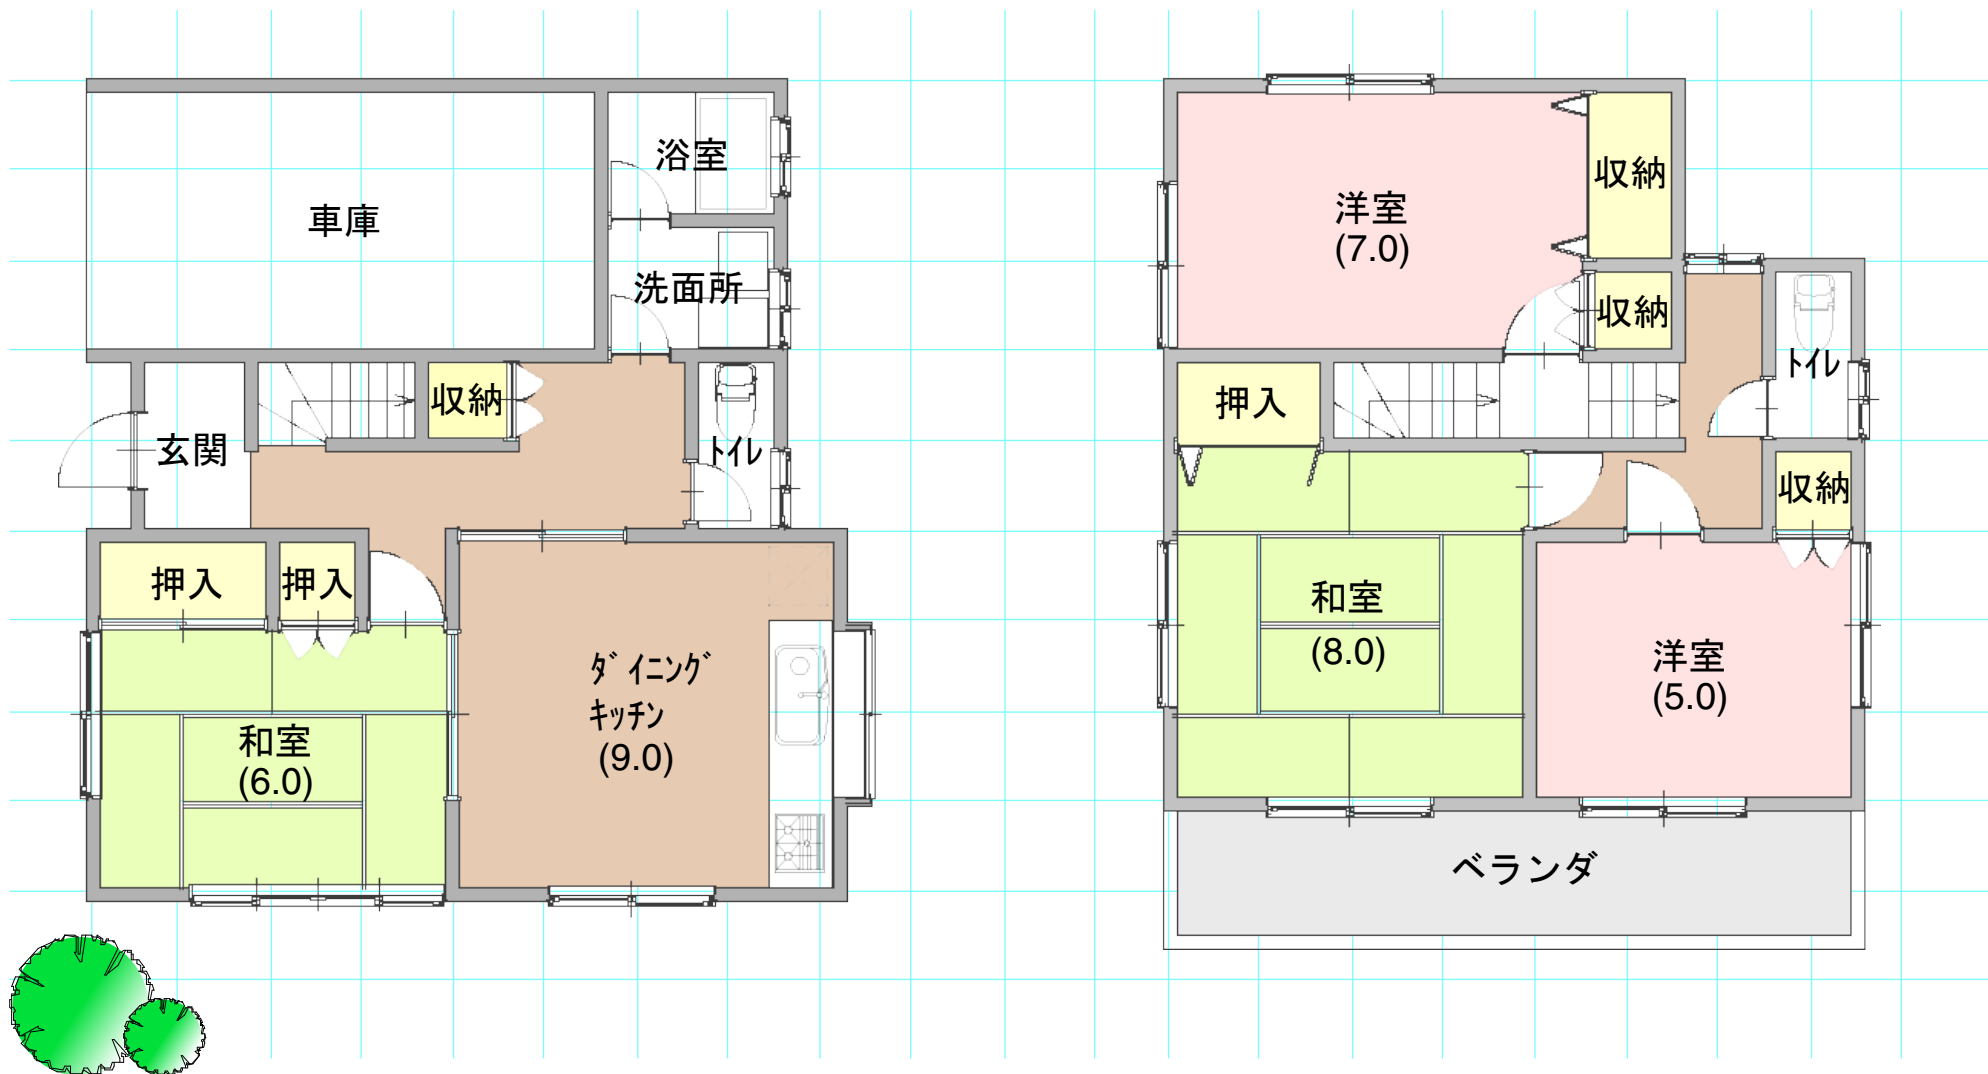 浴室
車庫
洗面所
収納
玄関
トイレ
押入
押入
ダイニング
キッチン
(9.0)
和室
(6.0)
収納
洋室
(7.0)
収納
トイレ
押入
収納
和室
(8.0)
洋室
(5.0)
ベランダ